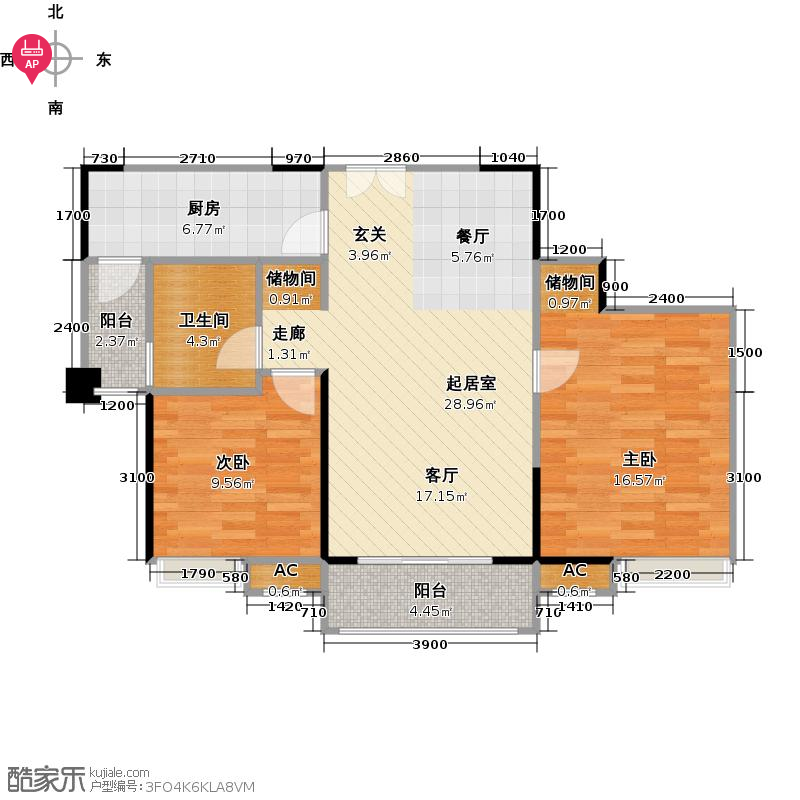 北
西
AP
东
南
730
2710
970
2860
1040
1700
厨房
6.77㎡
玄关
3.96㎡
餐厅
5.76㎡
1700
1200
2400
阳台
2.37㎡
卫生间
4.3㎡
储物间
0.91㎡
走廊
1.31㎡
储物间
0.97㎡
900
2400
1500
1200
起居室
28.96㎡
3100
次卧
9.56㎡
客厅
17.15㎡
主卧
16.57㎡
3100
1790
580
AC
0.6㎡
1420
710
阳台
4.45㎡
3900
AC
0.6㎡
1410
710
580
2200
酷家乐
kujiale.com
户型编号:3FO4K6KLA8VM